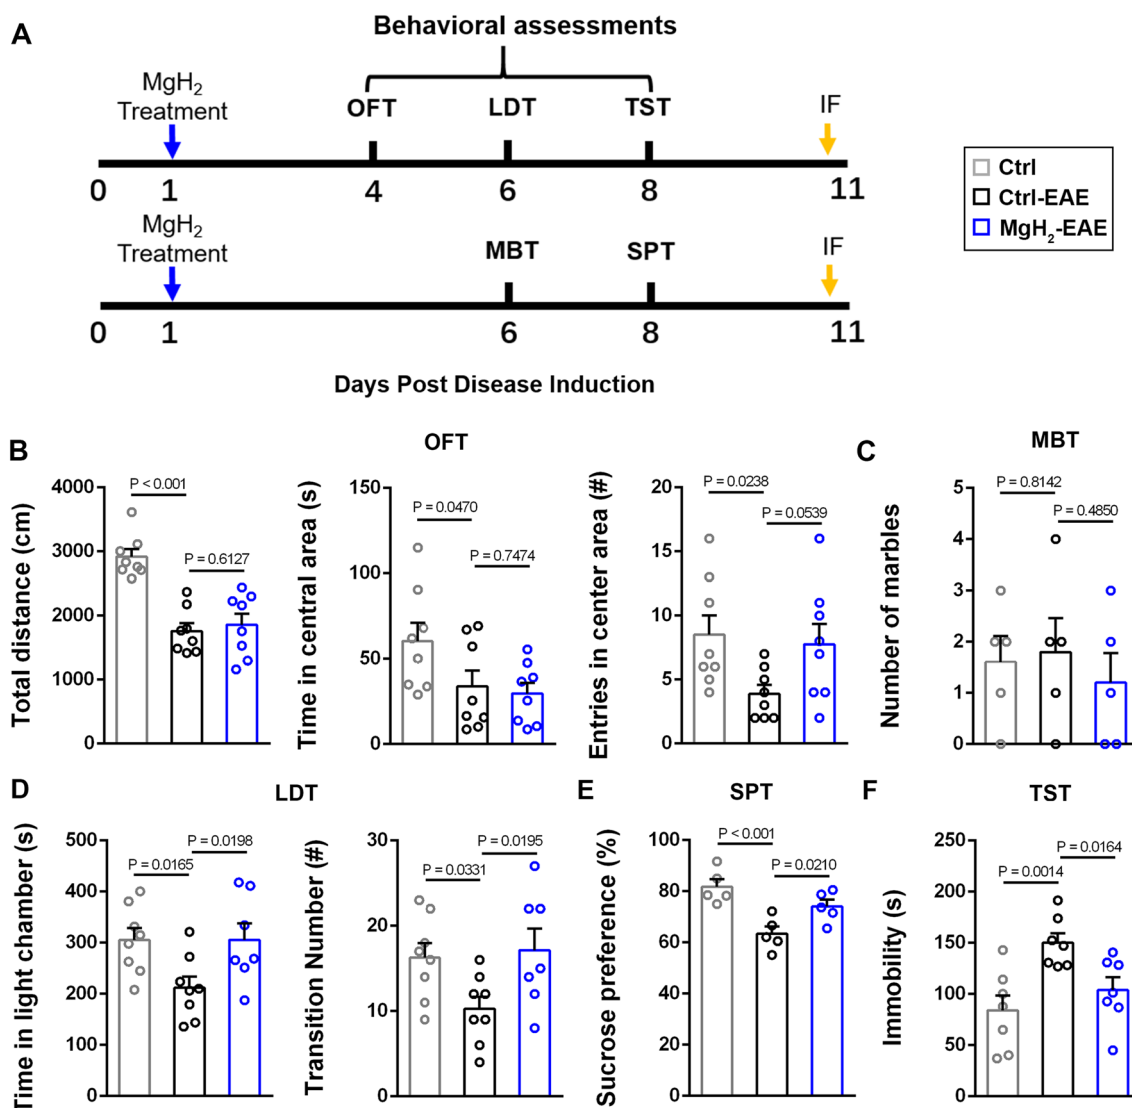 A
Behavioral assessments
MgH2
Treatment
OFT
LDT
TST
IF
0
1
4
6
8
11
MgH2
Treatment
MBT
SPT
IF
0
1
6
8
11
Days Post Disease Induction
Ctrl
Ctrl-EAE
MgH2-EAE
B
OFT
Total distance (cm)
4000
3000
2000
1000
0
P < 0.001
P = 0.6127
Time in central area (s)
150
100
50
0
P = 0.0470
P = 0.7474
Entries in center area (#)
20
15
10
5
0
P = 0.0238
P = 0.0539
C
MBT
Number of marbles
5
4
3
2
1
0
P = 0.8142
P = 0.4850
D
LDT
Time in light chamber (s)
500
400
300
200
100
0
P = 0.0165
P = 0.0198
Transition Number (#)
30
20
10
0
P = 0.0331
P = 0.0195
E
SPT
Sucrose preference (%)
100
80
60
40
20
0
P < 0.001
P = 0.0210
F
TST
Immobility (s)
250
200
150
100
50
0
P = 0.0014
P = 0.0164